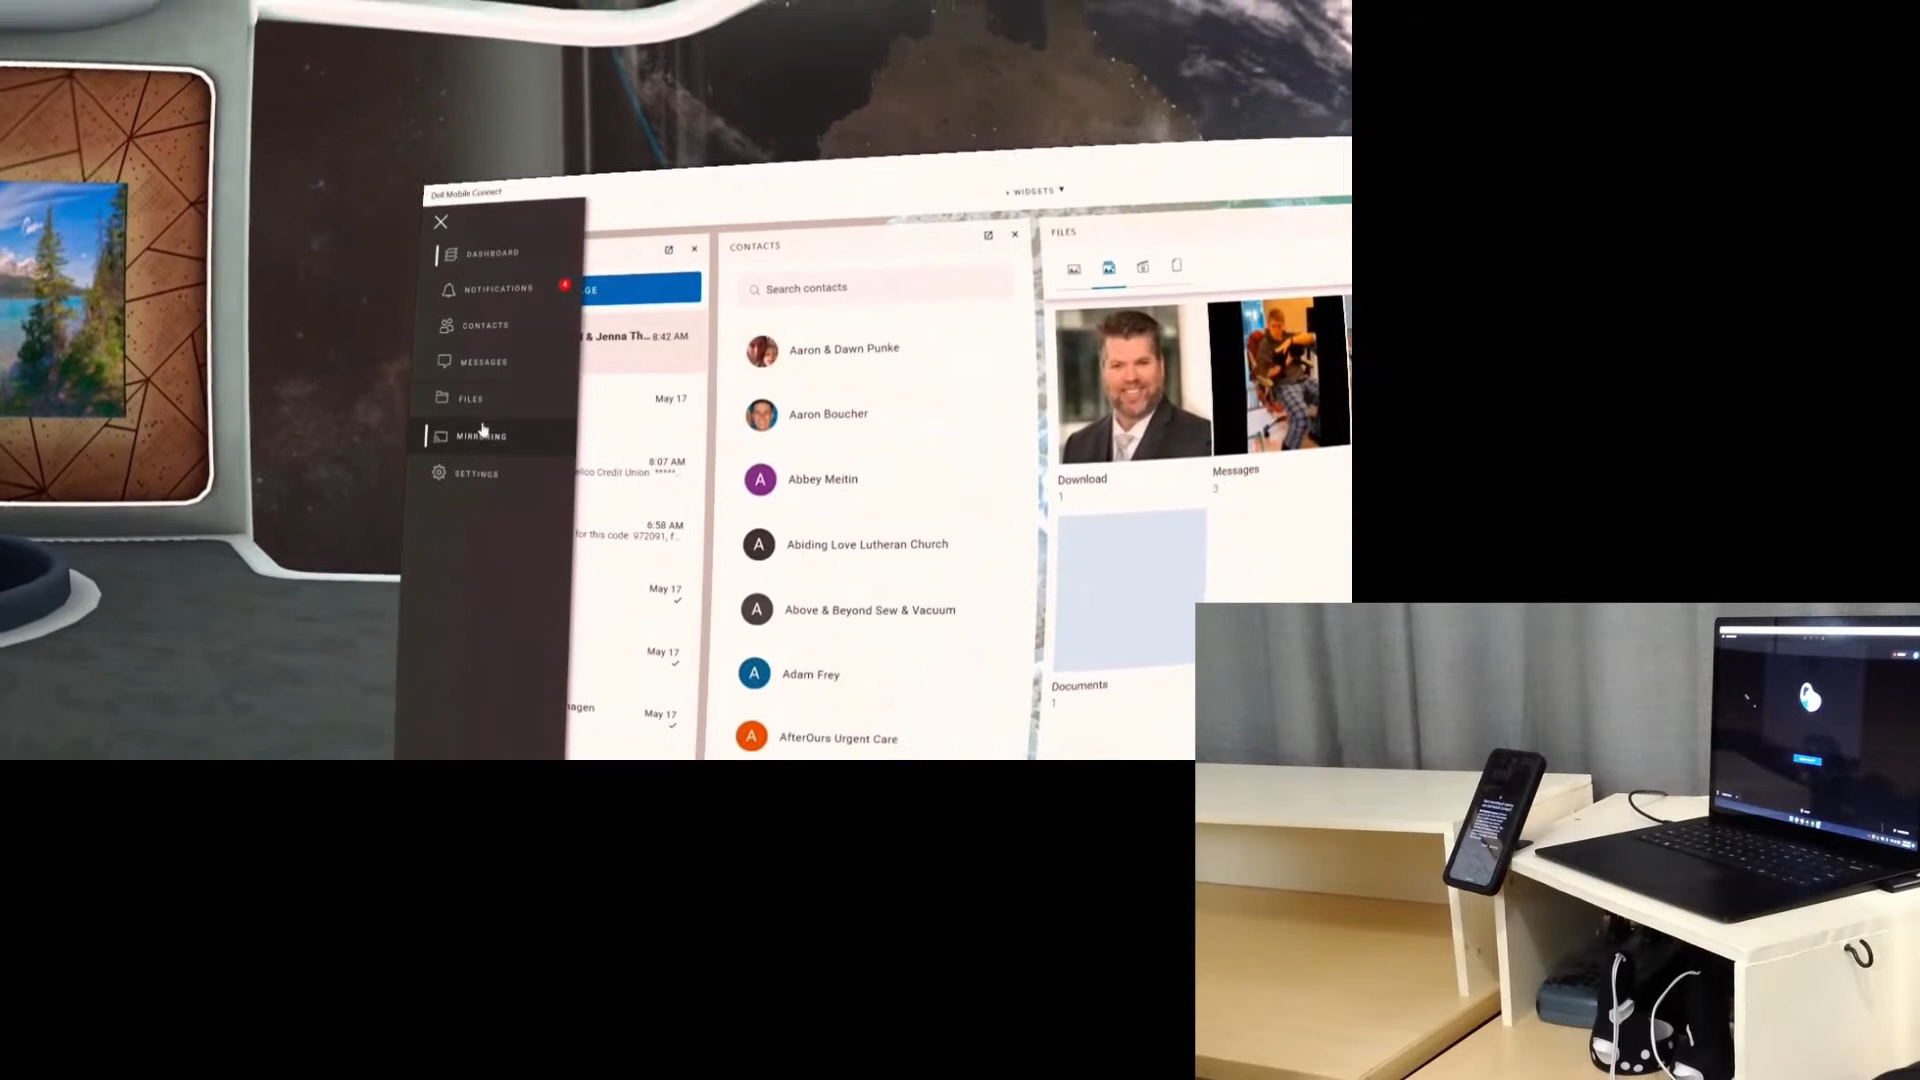 Dell Mobile Connect
+ WIDGETS ▼
DASHBOARD
NOTIFICATIONS 4
CONTACTS
MESSAGES
FILES
MIRRORING
SETTINGS
GE
& Jenna Th... 8:42 AM
May 17
8:07 AM
Credit Union *****...
6:58 AM
for this code: 972091, f...
May 17
May 17
May 17
CONTACTS
Search contacts
Aaron & Dawn Punke
Aaron Boucher
A Abbey Meitin
A Abiding Love Lutheran Church
A Above & Beyond Sew & Vacuum
A Adam Frey
A AfterOurs Urgent Care
FILES
Download
1
Messages
3
Documents
1